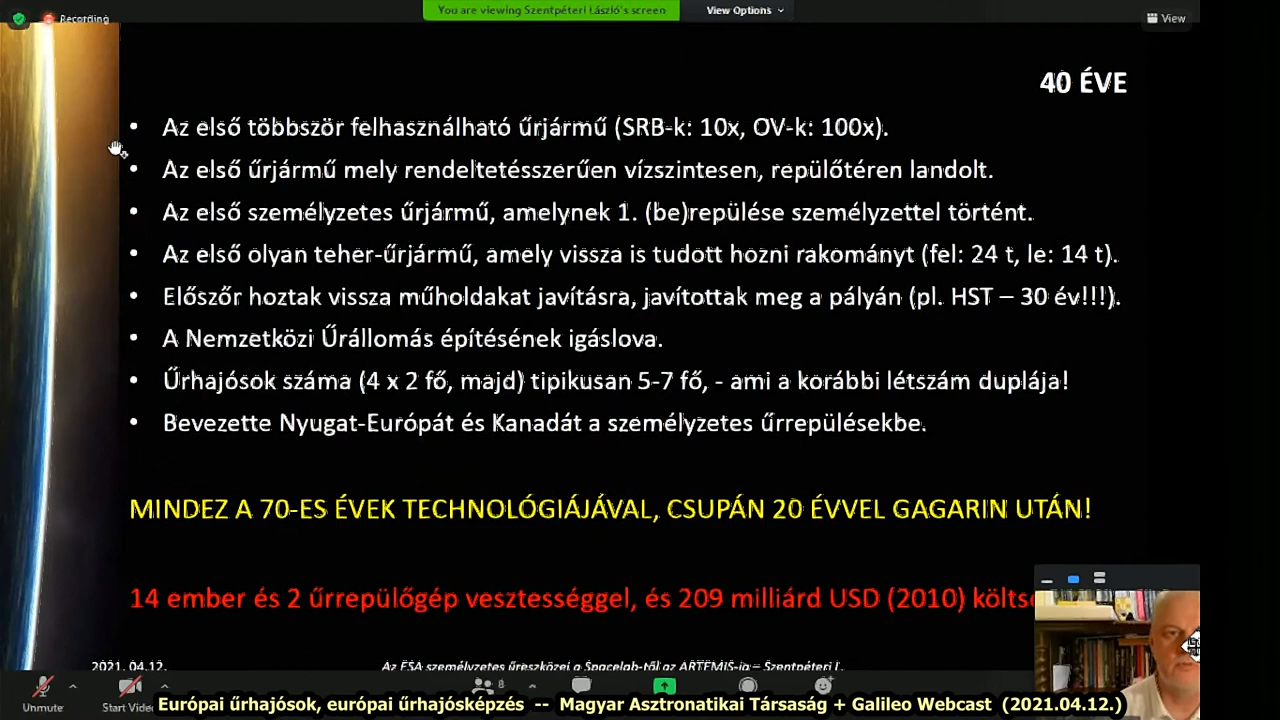 Recording
You are viewing Szentpéteri László's screen
View Options
View
40 ÉVE
• Az első többször felhasználható űrjármű (SRB-k: 10x, OV-k: 100x).
• Az első űrjármű mely rendeltetésszerűen vízszintesen, repülőtéren landolt.
• Az első személyzetes űrjármű, amelynek 1. (be)repülése személyzettel történt.
• Az első olyan teher-űrjármű, amely vissza is tudott hozni rakományt (fel: 24 t, le: 14 t).
• Előszőr hoztak vissza műholdakat javításra, javítottak meg a pályán (pl. HST – 30 év!!!).
• A Nemzetközi Űrállomás építésének igáslova.
• Űrhajósok száma (4 x 2 fő, majd) tipikusan 5-7 fő, - ami a korábbi létszám duplája!
• Bevezette Nyugat-Európát és Kanadát a személyzetes űrrepülésekbe.
MINDEZ A 70-ES ÉVEK TECHNOLÓGIÁJÁVAL, CSUPÁN 20 ÉVVEL GAGARIN UTÁN!
14 ember és 2 űrrepülőgép vesztességgel, és 209 milliárd USD (2010)
2021. 04.12.
Az ESA személyzetes űreszközei a Spacelab-től az ARTEMIS-ig – Szentpéteri L.
8
Unmute
Start Video
Európai űrhajósok, európai űrhajósképzés -- Magyar Asztronatikai Társaság + Galileo Webcast (2021.04.12.)